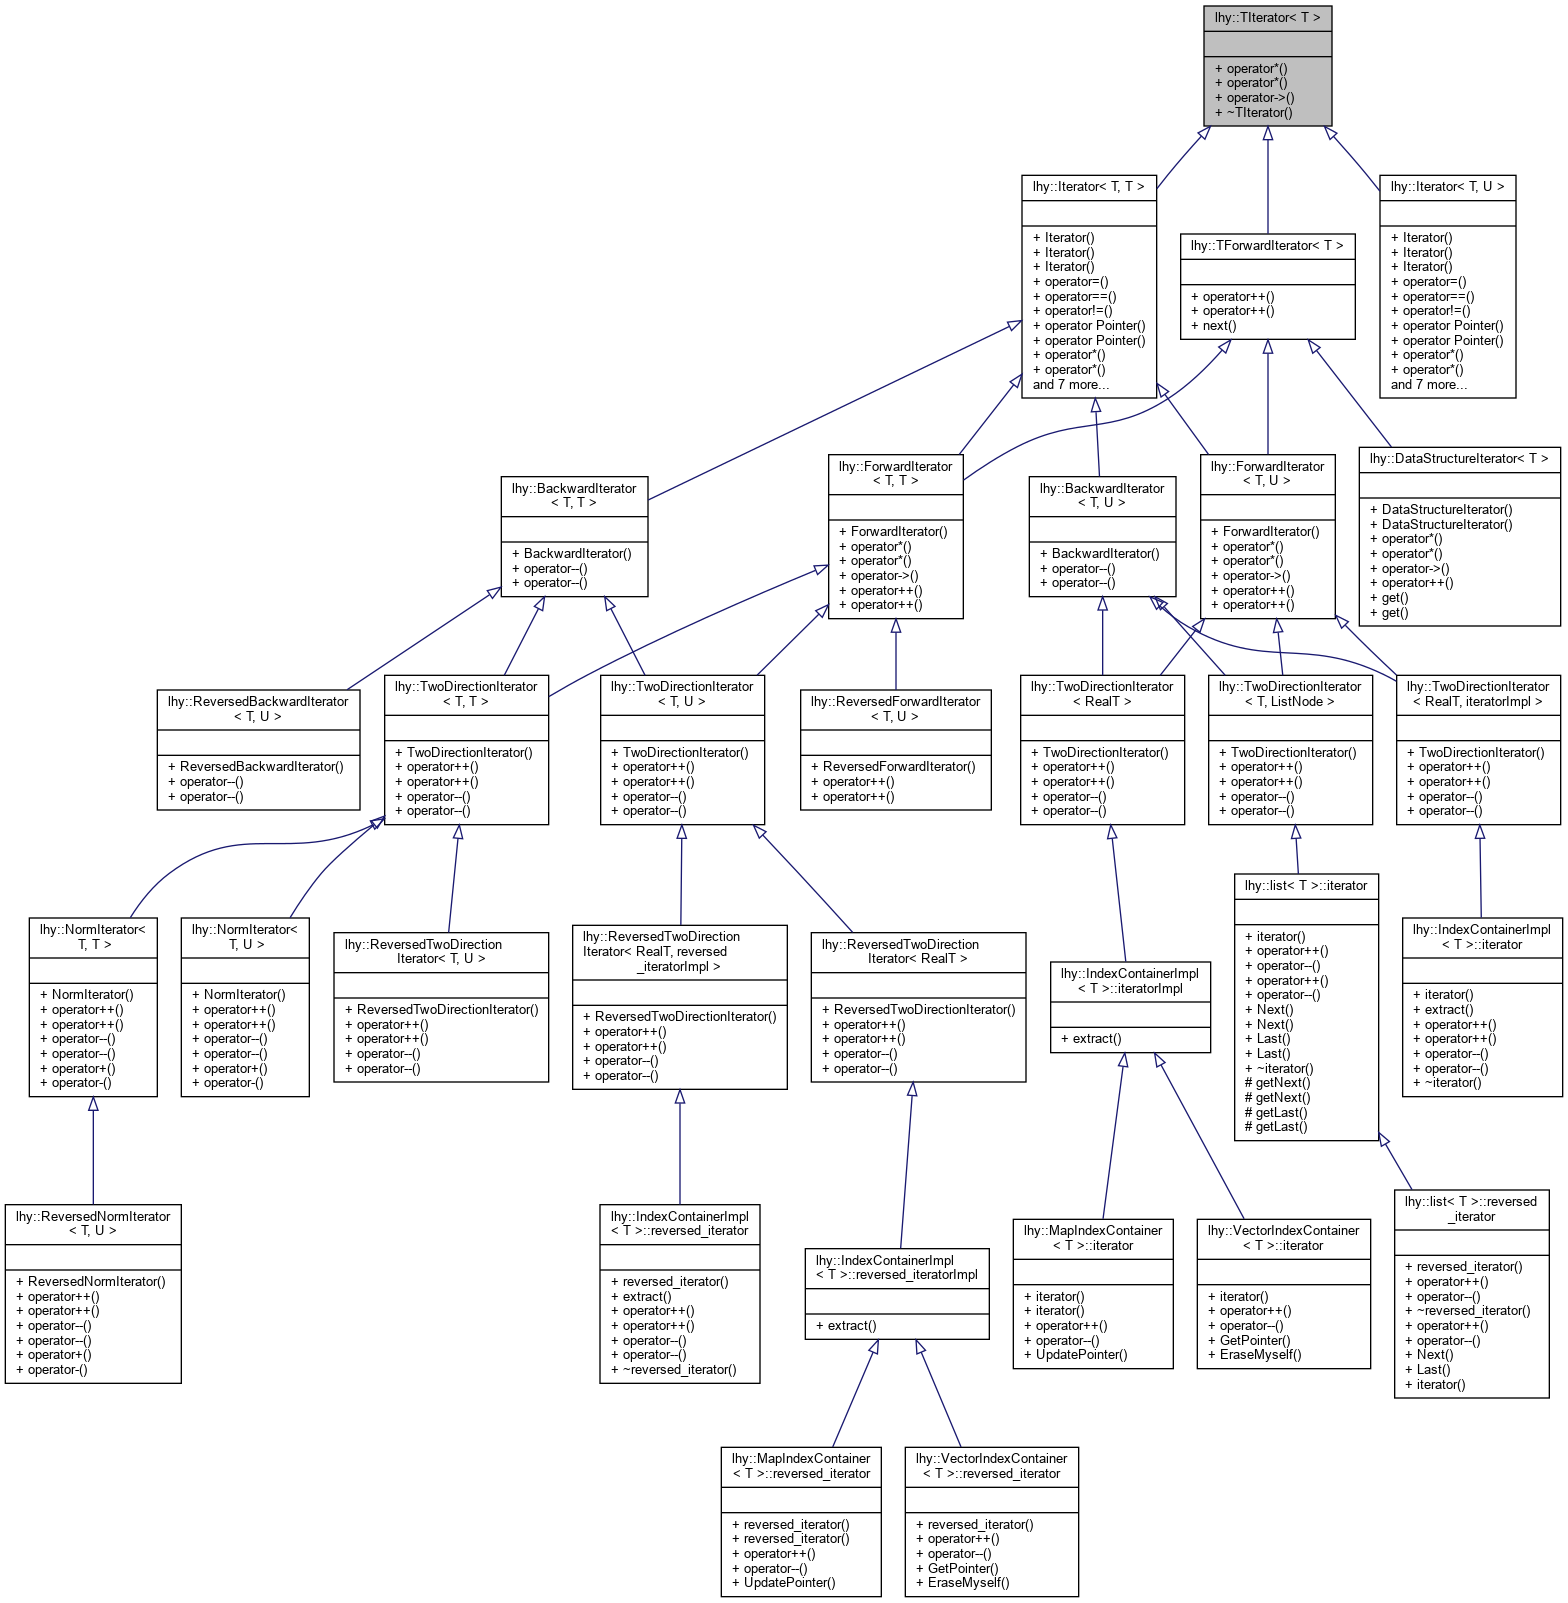 lhy::TIterator< T >
+ operator*()
+ operator*()
+ operator->()
+ ~TIterator()
lhy::Iterator< T, T >
+ Iterator()
+ Iterator()
+ Iterator()
+ operator=()
+ operator==()
+ operator!=()
+ operator Pointer()
+ operator Pointer()
+ operator*()
+ operator*()
and 7 more...
lhy::TForwardIterator< T >
+ operator++()
+ operator++()
+ next()
lhy::Iterator< T, U >
+ Iterator()
+ Iterator()
+ Iterator()
+ operator=()
+ operator==()
+ operator!=()
+ operator Pointer()
+ operator Pointer()
+ operator*()
+ operator*()
and 7 more...
lhy::BackwardIterator
< T, T >
+ BackwardIterator()
+ operator--()
+ operator--()
lhy::ForwardIterator
< T, T >
+ ForwardIterator()
+ operator*()
+ operator*()
+ operator->()
+ operator++()
+ operator++()
lhy::BackwardIterator
< T, U >
+ BackwardIterator()
+ operator--()
+ operator--()
lhy::ForwardIterator
< T, U >
+ ForwardIterator()
+ operator*()
+ operator*()
+ operator->()
+ operator++()
+ operator++()
lhy::DataStructureIterator< T >
+ DataStructureIterator()
+ DataStructureIterator()
+ operator*()
+ operator*()
+ operator->()
+ operator++()
+ get()
+ get()
lhy::ReversedBackwardIterator
< T, U >
+ ReversedBackwardIterator()
+ operator--()
+ operator--()
lhy::TwoDirectionIterator
< T, T >
+ TwoDirectionIterator()
+ operator++()
+ operator++()
+ operator--()
+ operator--()
lhy::TwoDirectionIterator
< T, U >
+ TwoDirectionIterator()
+ operator++()
+ operator++()
+ operator--()
+ operator--()
lhy::ReversedForwardIterator
< T, U >
+ ReversedForwardIterator()
+ operator++()
+ operator++()
lhy::TwoDirectionIterator
< RealT >
+ TwoDirectionIterator()
+ operator++()
+ operator++()
+ operator--()
+ operator--()
lhy::TwoDirectionIterator
< T, ListNode >
+ TwoDirectionIterator()
+ operator++()
+ operator++()
+ operator--()
+ operator--()
lhy::TwoDirectionIterator
< RealT, iteratorImpl >
+ TwoDirectionIterator()
+ operator++()
+ operator++()
+ operator--()
+ operator--()
lhy::NormIterator<
T, T >
+ NormIterator()
+ operator++()
+ operator++()
+ operator--()
+ operator--()
+ operator+()
+ operator-()
lhy::NormIterator<
T, U >
+ NormIterator()
+ operator++()
+ operator++()
+ operator--()
+ operator--()
+ operator+()
+ operator-()
lhy::ReversedTwoDirection
Iterator< T, U >
+ ReversedTwoDirectionIterator()
+ operator++()
+ operator++()
+ operator--()
+ operator--()
lhy::ReversedTwoDirection
Iterator< RealT, reversed
_iteratorImpl >
+ ReversedTwoDirectionIterator()
+ operator++()
+ operator++()
+ operator--()
+ operator--()
lhy::ReversedTwoDirection
Iterator< RealT >
+ ReversedTwoDirectionIterator()
+ operator++()
+ operator++()
+ operator--()
+ operator--()
lhy::IndexContainerImpl
< T >::iteratorImpl
+ extract()
lhy::list< T >::iterator
+ iterator()
+ operator++()
+ operator--()
+ operator++()
+ operator--()
+ Next()
+ Next()
+ Last()
+ Last()
+ ~iterator()
# getNext()
# getNext()
# getLast()
# getLast()
lhy::IndexContainerImpl
< T >::iterator
+ iterator()
+ extract()
+ operator++()
+ operator++()
+ operator--()
+ operator--()
+ ~iterator()
lhy::ReversedNormIterator
< T, U >
+ ReversedNormIterator()
+ operator++()
+ operator++()
+ operator--()
+ operator--()
+ operator+()
+ operator-()
lhy::IndexContainerImpl
< T >::reversed_iterator
+ reversed_iterator()
+ extract()
+ operator++()
+ operator++()
+ operator--()
+ operator--()
+ ~reversed_iterator()
lhy::IndexContainerImpl
< T >::reversed_iteratorImpl
+ extract()
lhy::MapIndexContainer
< T >::iterator
+ iterator()
+ iterator()
+ operator++()
+ operator--()
+ UpdatePointer()
lhy::VectorIndexContainer
< T >::iterator
+ iterator()
+ operator++()
+ operator--()
+ GetPointer()
+ EraseMyself()
lhy::list< T >::reversed
_iterator
+ reversed_iterator()
+ operator++()
+ operator--()
+ ~reversed_iterator()
+ operator++()
+ operator--()
+ Next()
+ Last()
+ iterator()
lhy::MapIndexContainer
< T >::reversed_iterator
+ reversed_iterator()
+ reversed_iterator()
+ operator++()
+ operator--()
+ UpdatePointer()
lhy::VectorIndexContainer
< T >::reversed_iterator
+ reversed_iterator()
+ operator++()
+ operator--()
+ GetPointer()
+ EraseMyself()